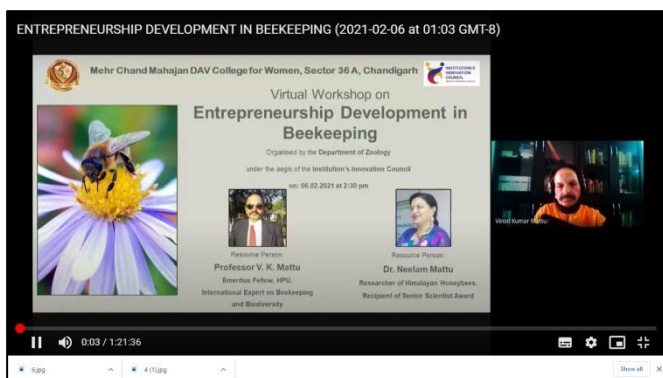 ENTREPRENEURSHIP DEVELOPMENT IN BEEKEEPING (2021-02-06 at 01:03 GMT-8)
Mehr Chand Mahajan DAV College for Women, Sector 36 A, Chandigarh
INSTITUTION'S
INNOVATION
COUNCIL
Virtual Workshop on
Entrepreneurship Development in
Beekeeping
Organised by the Department of Zoology
under the aegis of the Institution's Innovation Council
on: 06.02.2021 at 2:30 pm
Resource Person:
Professor V. K. Mattu
Emeritus Fellow, HPU,
International Expert on Beekeeping
and Biodiversity
Resource Person:
Dr. Neelam Mattu
Researcher of Himalayan Honeybees,
Recipient of Senior Scientist Award
Vinod Kumar Mattu
0:03 / 1:21:36
6.jpg
4 (1).jpg
Show all